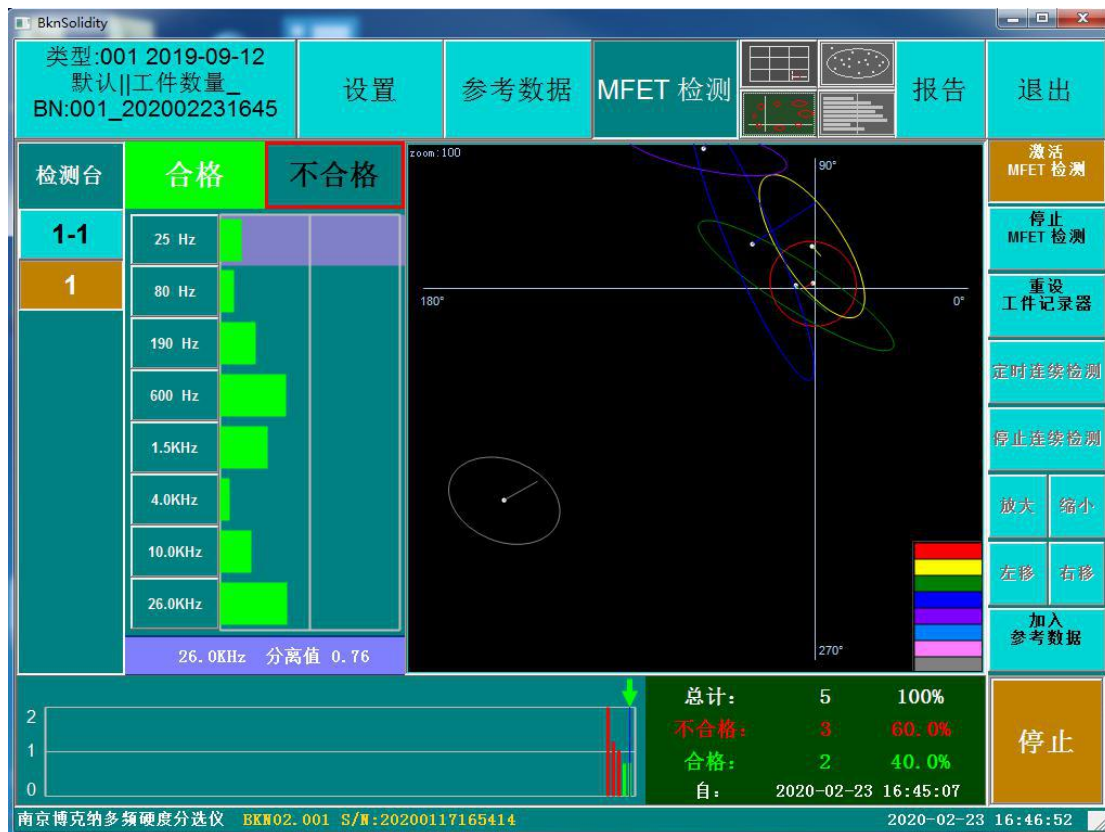 BknSolidity
类型:001 2019-09-12
默认||工件数量_
BN:001_202002231645
设置
参考数据
MFET 检测
报告
退出
检测台
合格
不合格
1-1
1
25 Hz
80 Hz
190 Hz
600 Hz
1.5KHz
4.0KHz
10.0KHz
26.0KHz
26.0KHz 分离值 0.76
zoom:100
90°
180°
0°
270°
激活
MFET 检测
停止
MFET 检测
重设
工件记录器
定时连续检测
停止连续检测
放大 缩小
左移 右移
加入
参考数据
2
1
0
总计: 5 100%
不合格: 3 60.0%
合格: 2 40.0%
自: 2020-02-23 16:45:07
停止
南京博克纳多频硬度分选仪 BKN02.001 S/N:20200117165414 2020-02-23 16:46:52